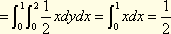 = ∫₀¹ ∫₀² 1/2 xdydx = ∫₀¹ xdx = 1/2